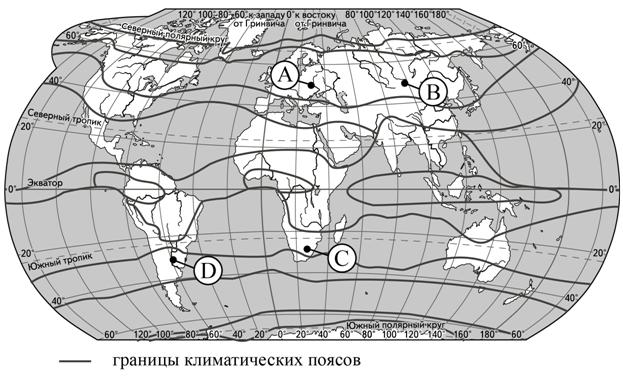 120° 100° 80° 60° к западу 0° к востоку 80° 100° 120° 140° 160°
от Гринвича от Гринвича
Северный полярный круг
60° 60°
A
B
40° 40°
Северный тропик
20° 20°
Экватор
0° 0°
C
D
20° 20°
Южный тропик
40° 40°
Южный полярный круг
60° 80° 120° 100° 60° 40° 20° 0° 20° 40° 60° 80° 100° 120° 140° 160° 180° 60°
границы климатических поясов